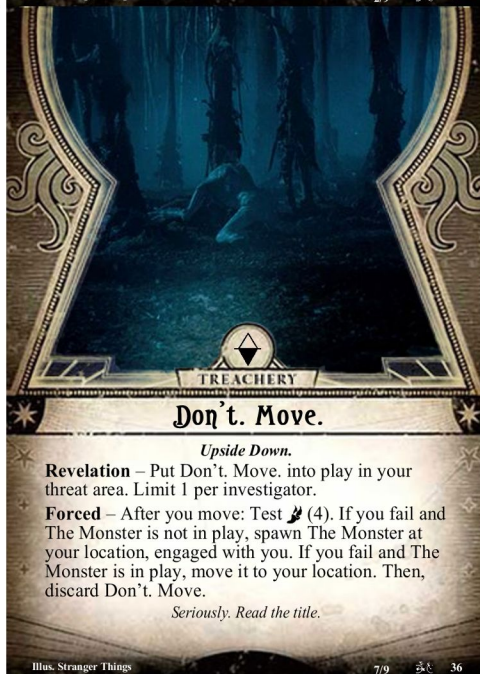 TREACHERY
Don't. Move.
Upside Down.
Revelation – Put Don't. Move. into play in your
threat area. Limit 1 per investigator.
Forced – After you move: Test (4). If you fail and
The Monster is not in play, spawn The Monster at
your location, engaged with you. If you fail and The
Monster is in play, move it to your location. Then,
discard Don't. Move.
Seriously. Read the title.
Illus. Stranger Things 7/9 36